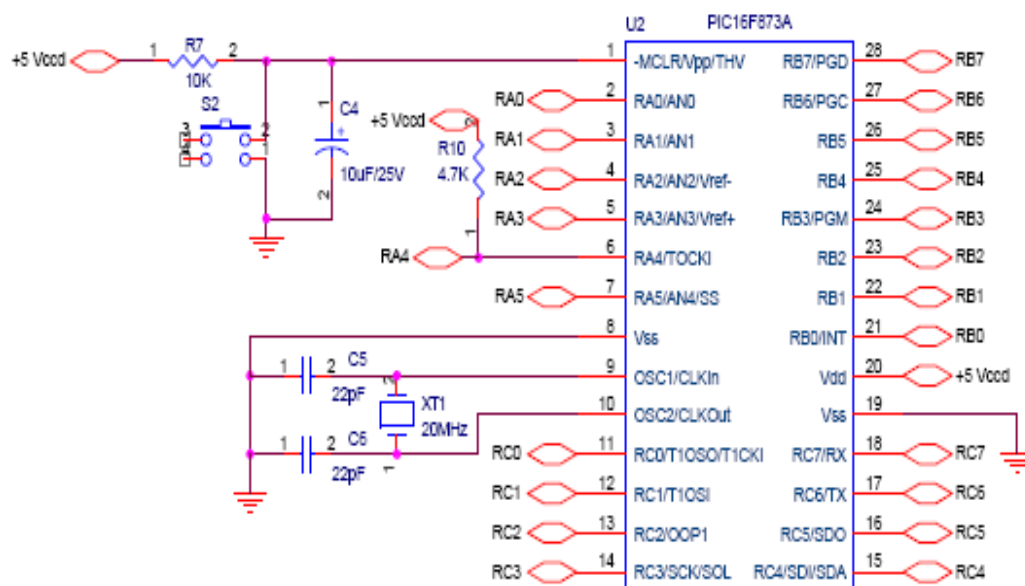 U2 PIC16F873A
+5 Vccd 1 R7 2
10K
S2
3 2
4 1
1 C4
10uF/25V
2
+5 Vccd 2
R10
4.7K
1
1 -MCLR/Vpp/THV RB7/PGD 28 RB7
RA0 2 RA0/AN0 RB6/PGC 27 RB6
RA1 3 RA1/AN1 RB5 26 RB5
RA2 4 RA2/AN2/Vref- RB4 25 RB4
RA3 5 RA3/AN3/Vref+ RB3/PGM 24 RB3
RA4 6 RA4/TOCKI RB2 23 RB2
RA5 7 RA5/AN4/SS RB1 22 RB1
8 Vss RB0/INT 21 RB0
9 OSC1/CLKIn Vdd 20 +5 Vccd
10 OSC2/CLKOut Vss 19
RC0 11 RC0/T1OSO/T1CKI RC7/RX 18 RC7
RC1 12 RC1/T1OSI RC6/TX 17 RC6
RC2 13 RC2/OOP1 RC5/SDO 16 RC5
RC3 14 RC3/SCK/SOL RC4/SDI/SDA 15 RC4
1 2 C5
22pF
2
XT1
20MHz
1
1 2 C6
22pF